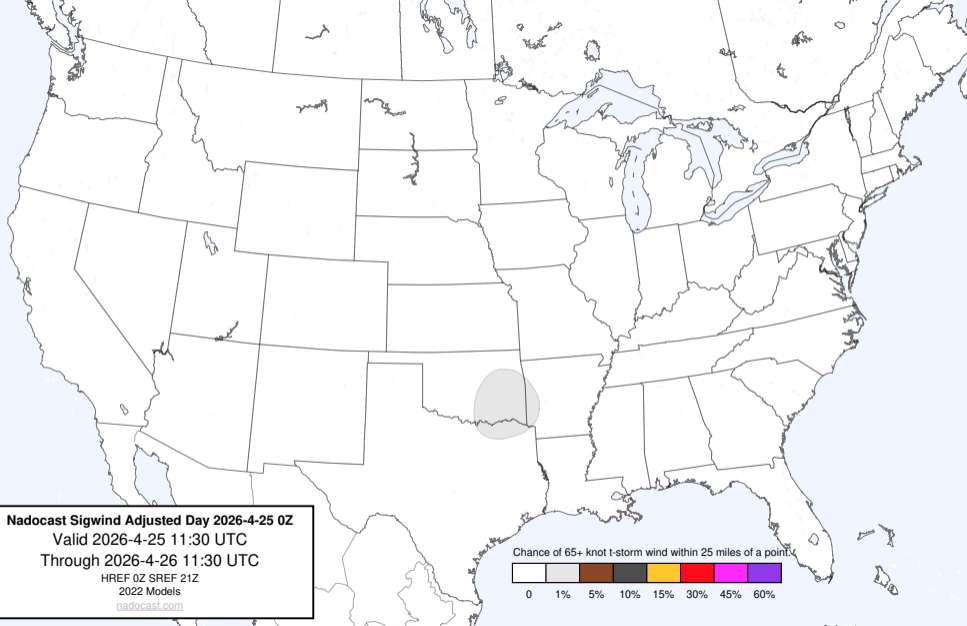 Nadocast Sigwind Adjusted Day 2026-4-25 0Z
Valid 2026-4-25 11:30 UTC
Through 2026-4-26 11:30 UTC
HREF 0Z SREF 21Z
2022 Models
nadocast.com
Chance of 65+ knot t-storm wind within 25 miles of a point.
0 1% 5% 10% 15% 30% 45% 60%